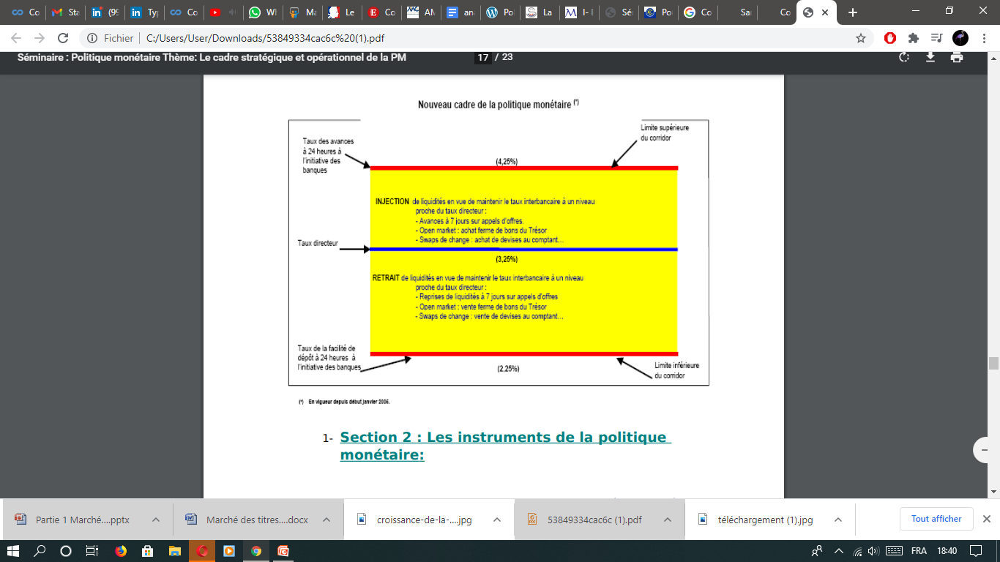 Co
(99
Sta
in
Typ
Co
WI
Ma
Le
Co
AM
ana
Po
La
I- E
Sé
Po
Co
Sar
Co
Fichier
C:/Users/User/Downloads/53849334cac6c%20(1).pdf
Séminaire : Politique monétaire Thème: Le cadre stratégique et opérationnel de la PM
17 / 23
Nouveau cadre de la politique monétaire (*)
Taux des avances
à 24 heures à
l'initiative des
banques
Limite supérieure
du corridor
(4,25%)
INJECTION de liquidités en vue de maintenir le taux interbancaire à un niveau
proche du taux directeur :
- Avances à 7 jours sur appels d'offres.
- Open market : achat ferme de bons du Trésor
- Swaps de change : achat de devises au comptant…
Taux directeur
(3,25%)
RETRAIT de liquidités en vue de maintenir le taux interbancaire à un niveau
proche du taux directeur :
- Reprises de liquidités à 7 jours sur appels d'offres
- Open market : vente ferme de bons du Trésor
- Swaps de change : vente de devises au comptant…
Taux de la facilité de
dépôt à 24 heures à
l'initiative des banques
(2,25%)
Limite inférieure
du corridor
(*) En vigueur depuis début janvier 2006.
1- Section 2 : Les instruments de la politique
monétaire:
Partie 1 Marché....pptx
Marché des titres....docx
croissance-de-la-....jpg
53849334cac6c (1).pdf
téléchargement (1).jpg
Tout afficher
FRA
18:40